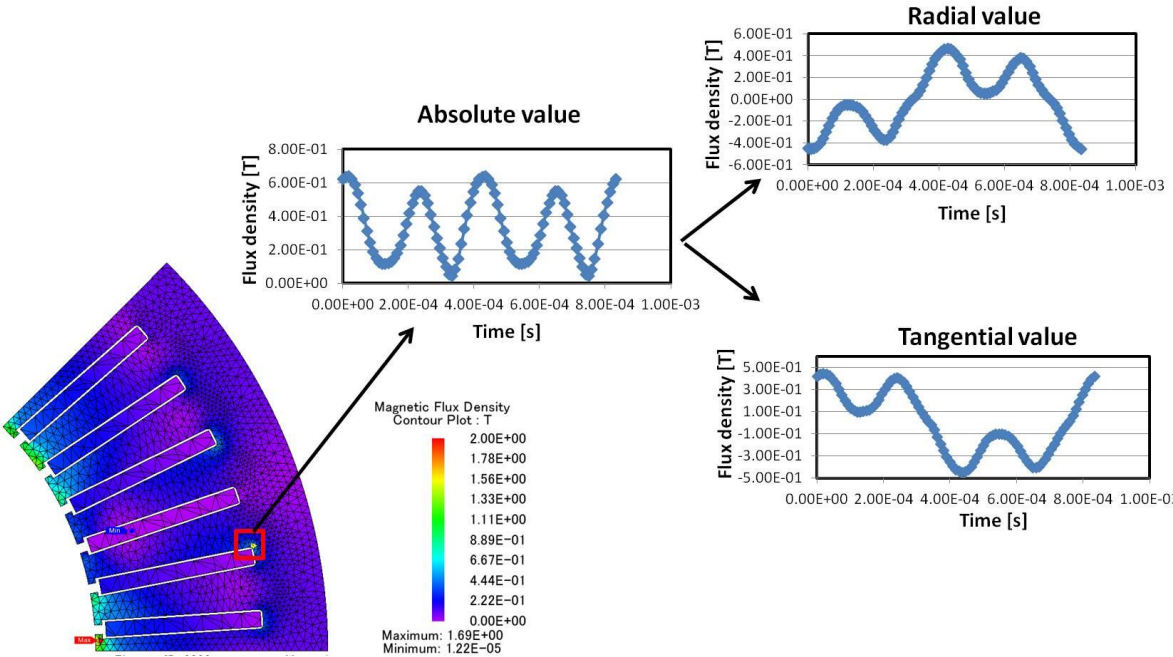 Radial value
Flux density [T]
6.00E-01
4.00E-01
2.00E-01
0.00E+00
-2.00E-01
-4.00E-01
-6.00E-01
0.00E+00 2.00E-04 4.00E-04 6.00E-04 8.00E-04 1.00E-03
Time [s]
Absolute value
Flux density [T]
8.00E-01
6.00E-01
4.00E-01
2.00E-01
0.00E+00
0.00E+00 2.00E-04 4.00E-04 6.00E-04 8.00E-04 1.00E-03
Time [s]
Tangential value
Flux density [T]
5.00E-01
3.00E-01
1.00E-01
-1.00E-01
-3.00E-01
-5.00E-01
0.00E+00 2.00E-04 4.00E-04 6.00E-04 8.00E-04 1.00E-0
Time [s]
Magnetic Flux Density
Contour Plot : T
2.00E+00
1.78E+00
1.56E+00
1.33E+00
1.11E+00
8.89E-01
6.67E-01
4.44E-01
2.22E-01
0.00E+00
Maximum: 1.69E+00
Minimum: 1.22E-05
Min
Max